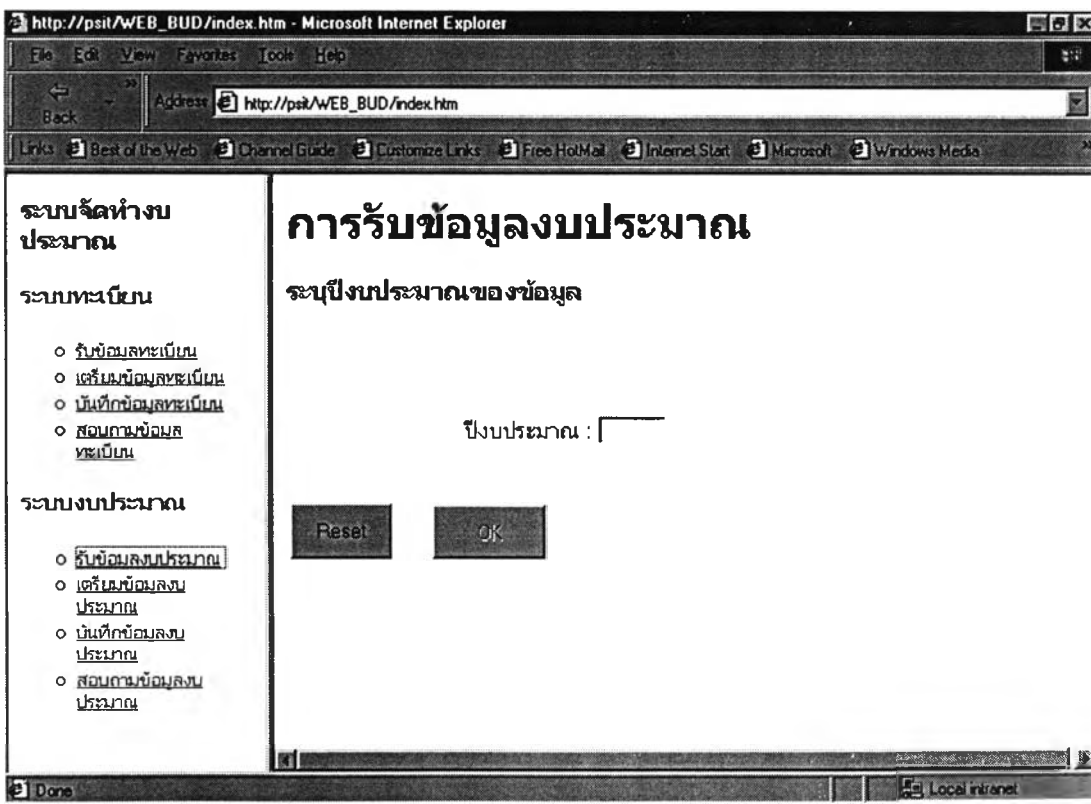 http://psit/WEB_BUD/index.htm - Microsoft Internet Explorer
File Edit View Favorites Tools Help
Back
Address http://psit/WEB_BUD/index.htm
Links Best of the Web Channel Guide Customize Links Free HotMail Internet Start Microsoft Windows Media
ระบบจัดทำงบ
ประมาณ
ระบบทะเบียน
รับข้อมูลทะเบียน
เตรียมข้อมูลทะเบียน
บันทึกข้อมูลทะเบียน
สอบถามข้อมูล
ทะเบียน
ระบบงบประมาณ
รับข้อมูลงบประมาณ
เตรียมข้อมูลงบ
ประมาณ
บันทึกข้อมูลงบ
ประมาณ
สอบถามข้อมูลงบ
ประมาณ
การรับข้อมูลงบประมาณ
ระบุปีงบประมาณของข้อมูล
ปีงบประมาณ :
Reset OK
Done
Local intranet